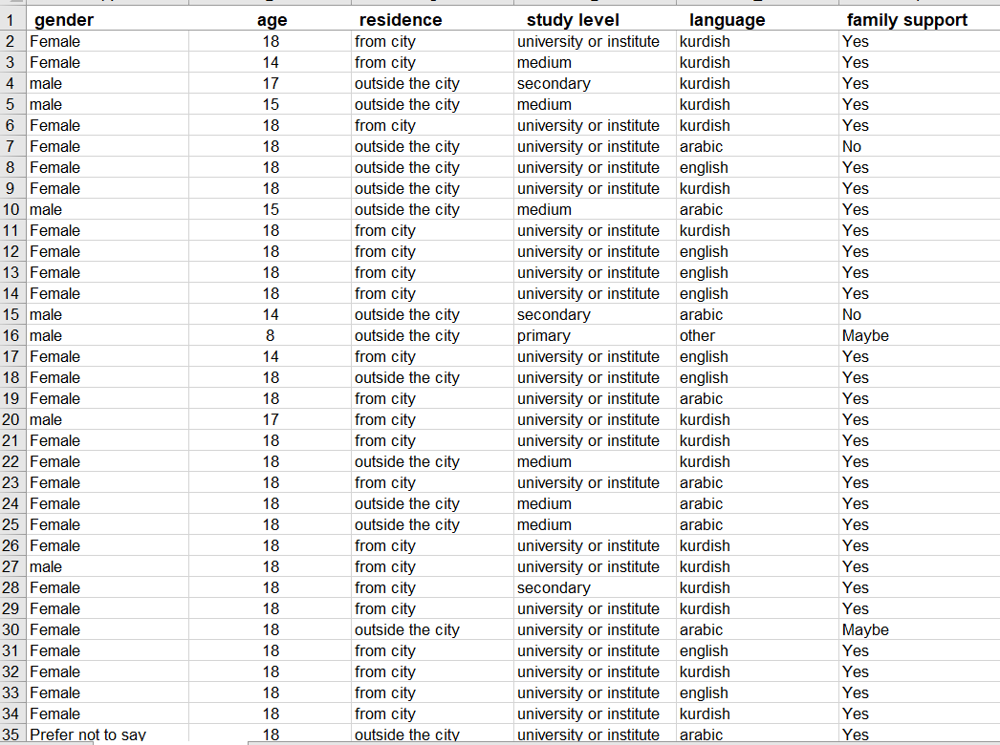 1 gender age residence study level language family support
2 Female 18 from city university or institute kurdish Yes
3 Female 14 from city medium kurdish Yes
4 male 17 outside the city secondary kurdish Yes
5 male 15 outside the city medium kurdish Yes
6 Female 18 from city university or institute kurdish Yes
7 Female 18 outside the city university or institute arabic No
8 Female 18 outside the city university or institute english Yes
9 Female 18 outside the city university or institute kurdish Yes
10 male 15 outside the city medium arabic Yes
11 Female 18 from city university or institute kurdish Yes
12 Female 18 from city university or institute english Yes
13 Female 18 from city university or institute english Yes
14 Female 18 from city university or institute english Yes
15 male 14 outside the city secondary arabic No
16 male 8 outside the city primary other Maybe
17 Female 14 from city university or institute english Yes
18 Female 18 outside the city university or institute english Yes
19 Female 18 from city university or institute arabic Yes
20 male 17 from city university or institute kurdish Yes
21 Female 18 from city university or institute kurdish Yes
22 Female 18 outside the city medium kurdish Yes
23 Female 18 from city university or institute arabic Yes
24 Female 18 outside the city medium arabic Yes
25 Female 18 outside the city medium arabic Yes
26 Female 18 from city university or institute kurdish Yes
27 male 18 from city university or institute kurdish Yes
28 Female 18 from city secondary kurdish Yes
29 Female 18 from city university or institute kurdish Yes
30 Female 18 outside the city university or institute arabic Maybe
31 Female 18 from city university or institute english Yes
32 Female 18 from city university or institute kurdish Yes
33 Female 18 from city university or institute english Yes
34 Female 18 from city university or institute kurdish Yes
35 Prefer not to say 18 outside the city university or institute arabic Yes